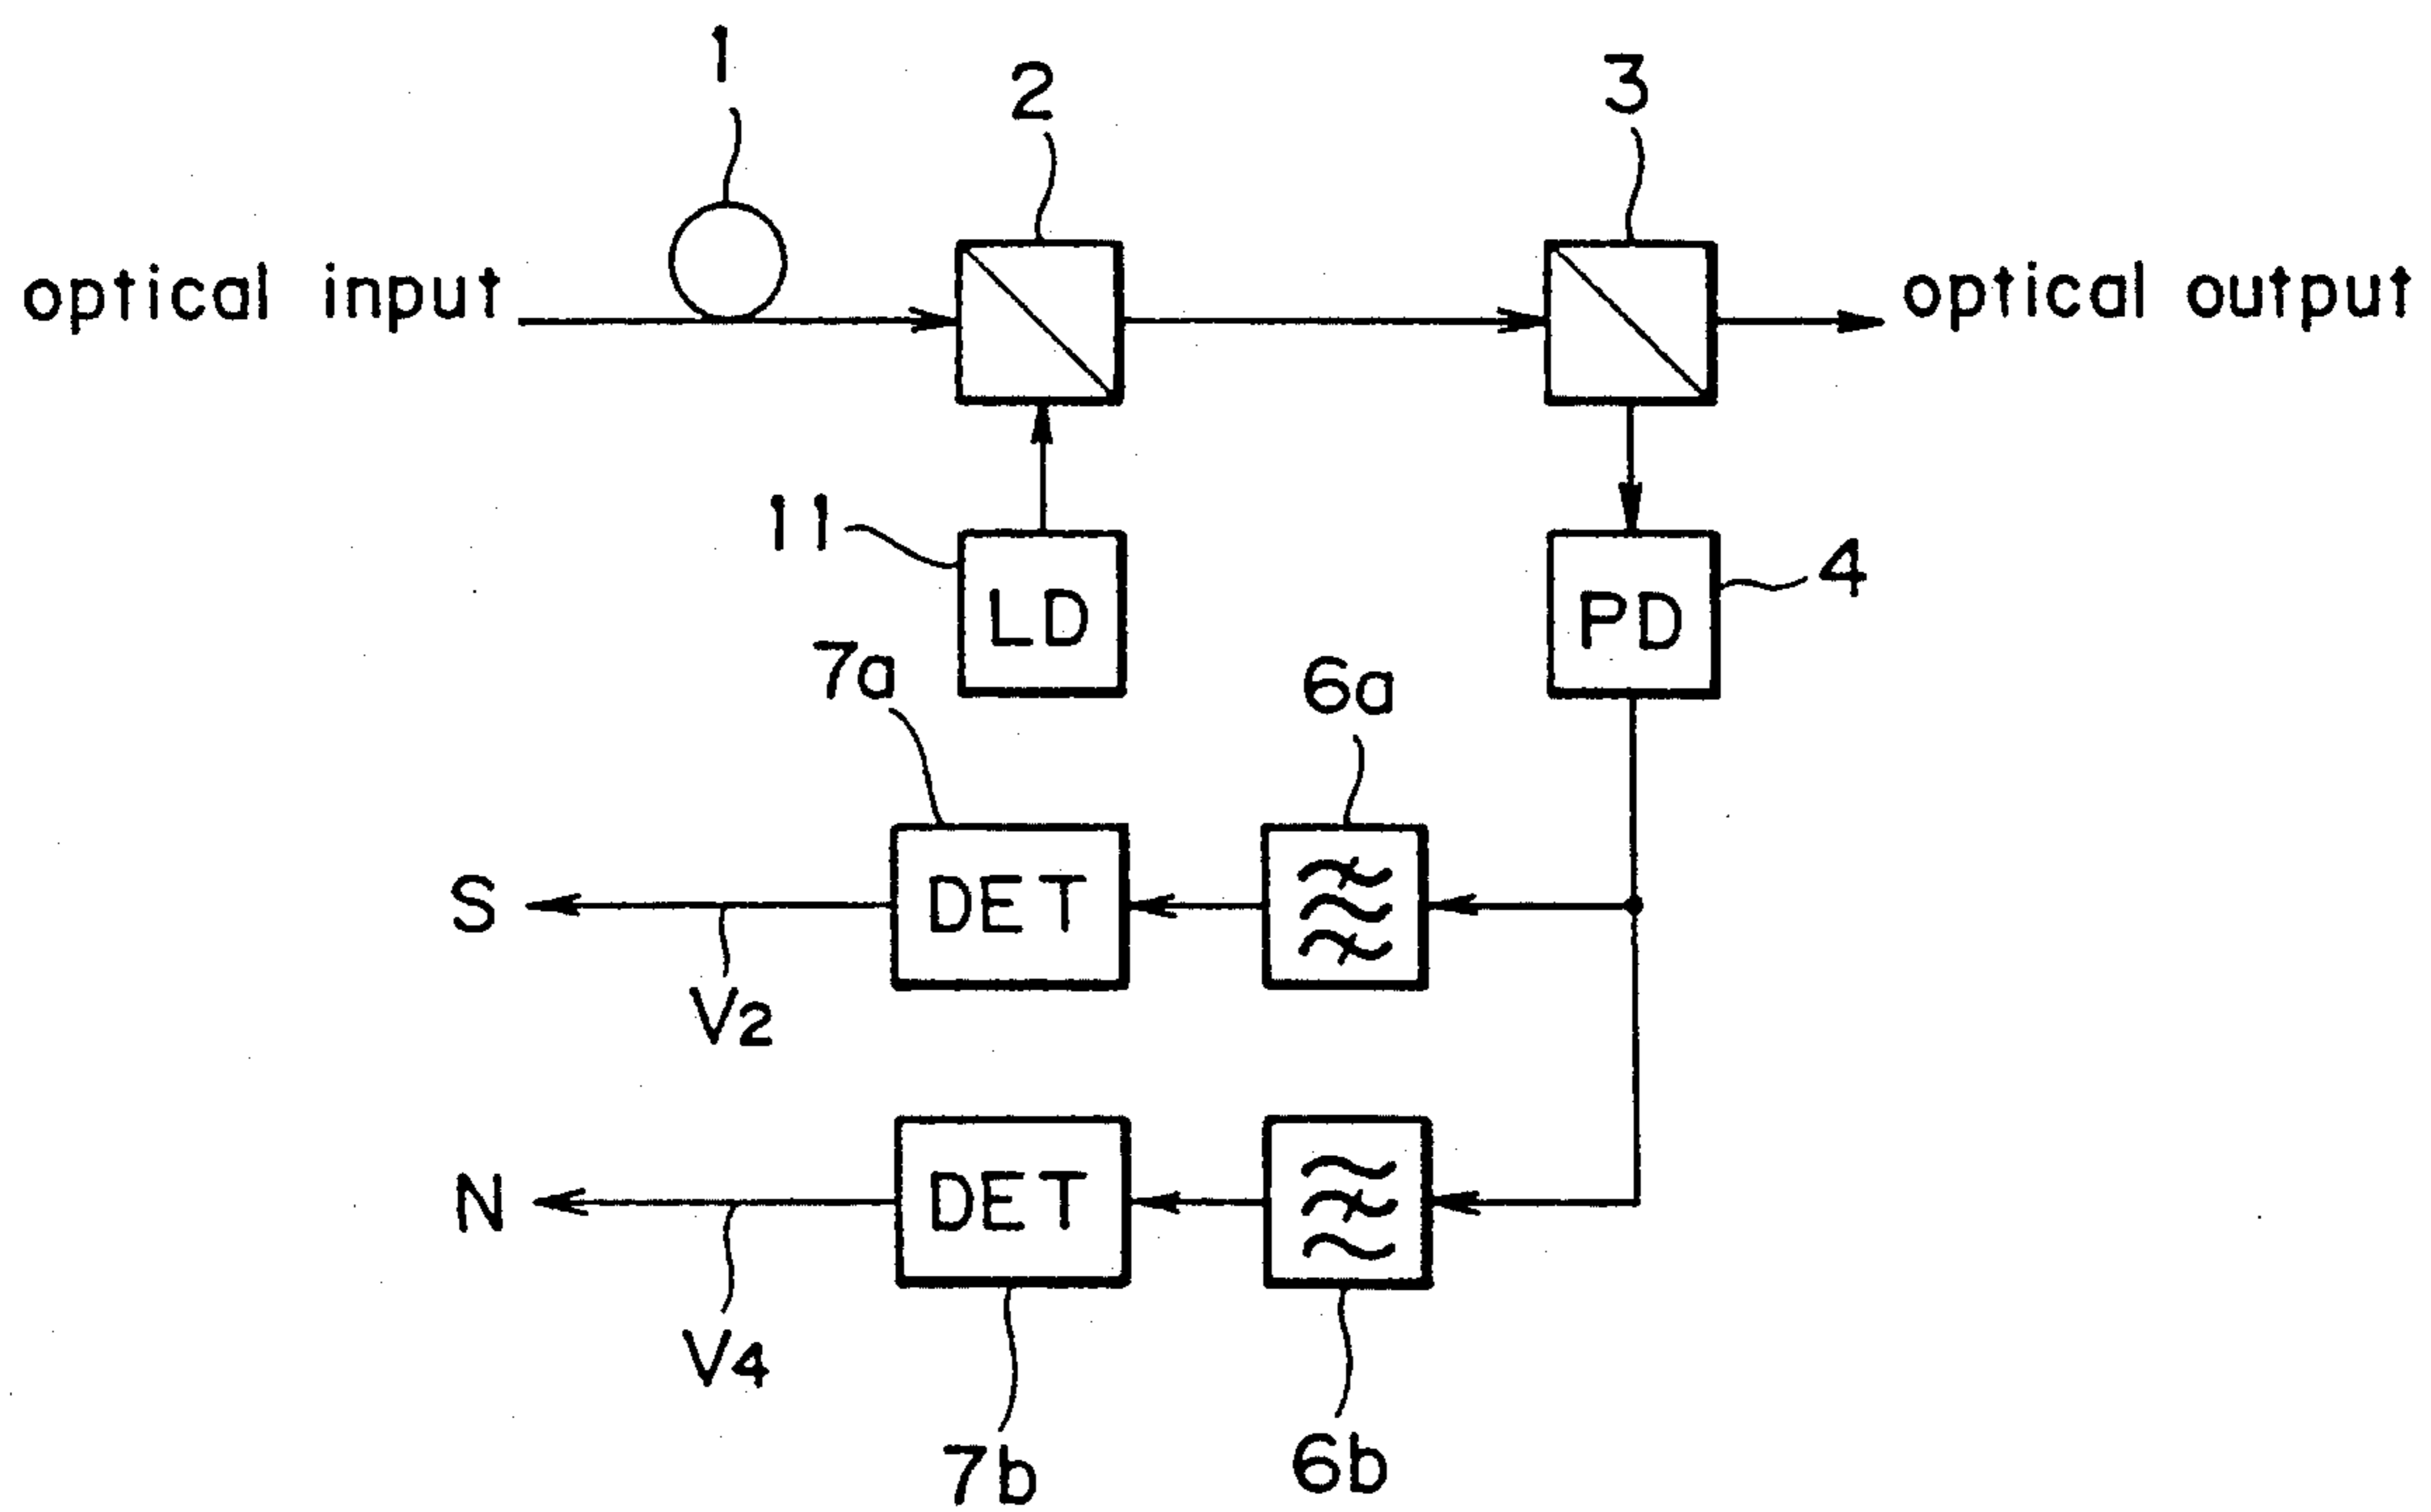 1
2
3
optical input
optical output
11
LD
PD
4
7a
6a
S
DET
V2
N
DET
V4
7b
6b